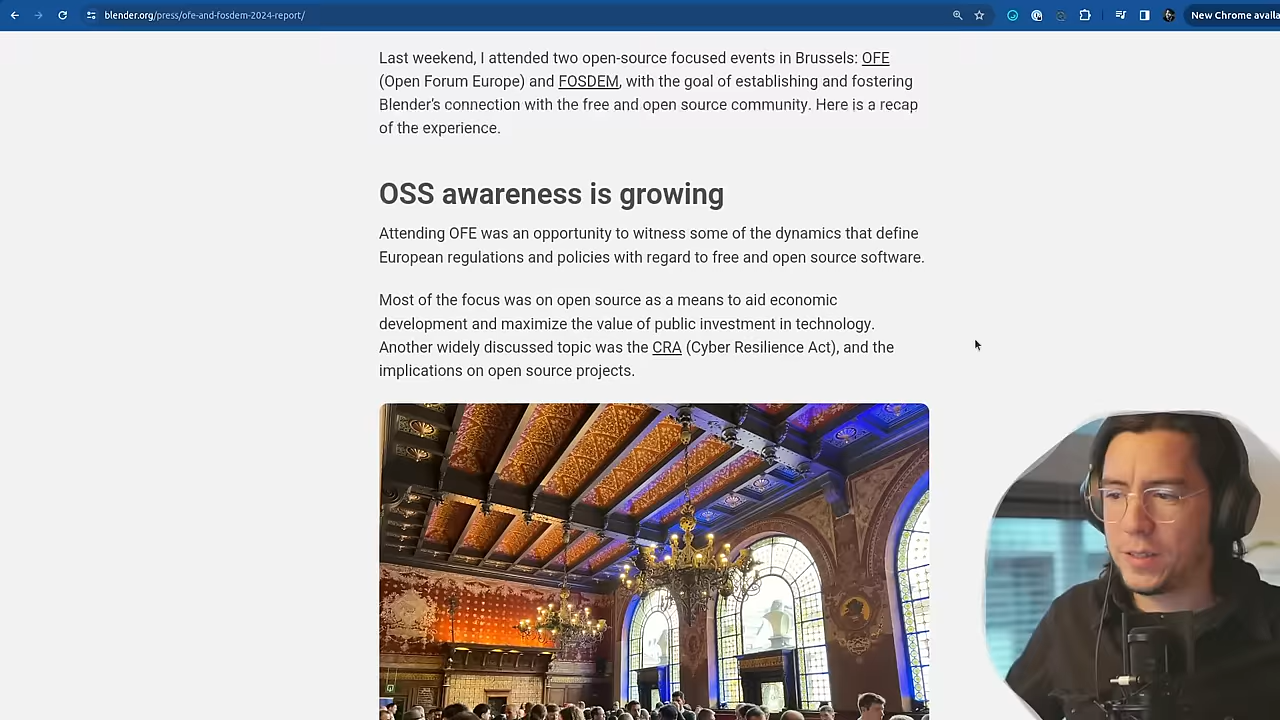 blender.org/press/ofe-and-fosdem-2024-report/
New Chrome availa
Last weekend, I attended two open-source focused events in Brussels: OFE
(Open Forum Europe) and FOSDEM, with the goal of establishing and fostering
Blender's connection with the free and open source community. Here is a recap
of the experience.
OSS awareness is growing
Attending OFE was an opportunity to witness some of the dynamics that define
European regulations and policies with regard to free and open source software.
Most of the focus was on open source as a means to aid economic
development and maximize the value of public investment in technology.
Another widely discussed topic was the CRA (Cyber Resilience Act), and the
implications on open source projects.